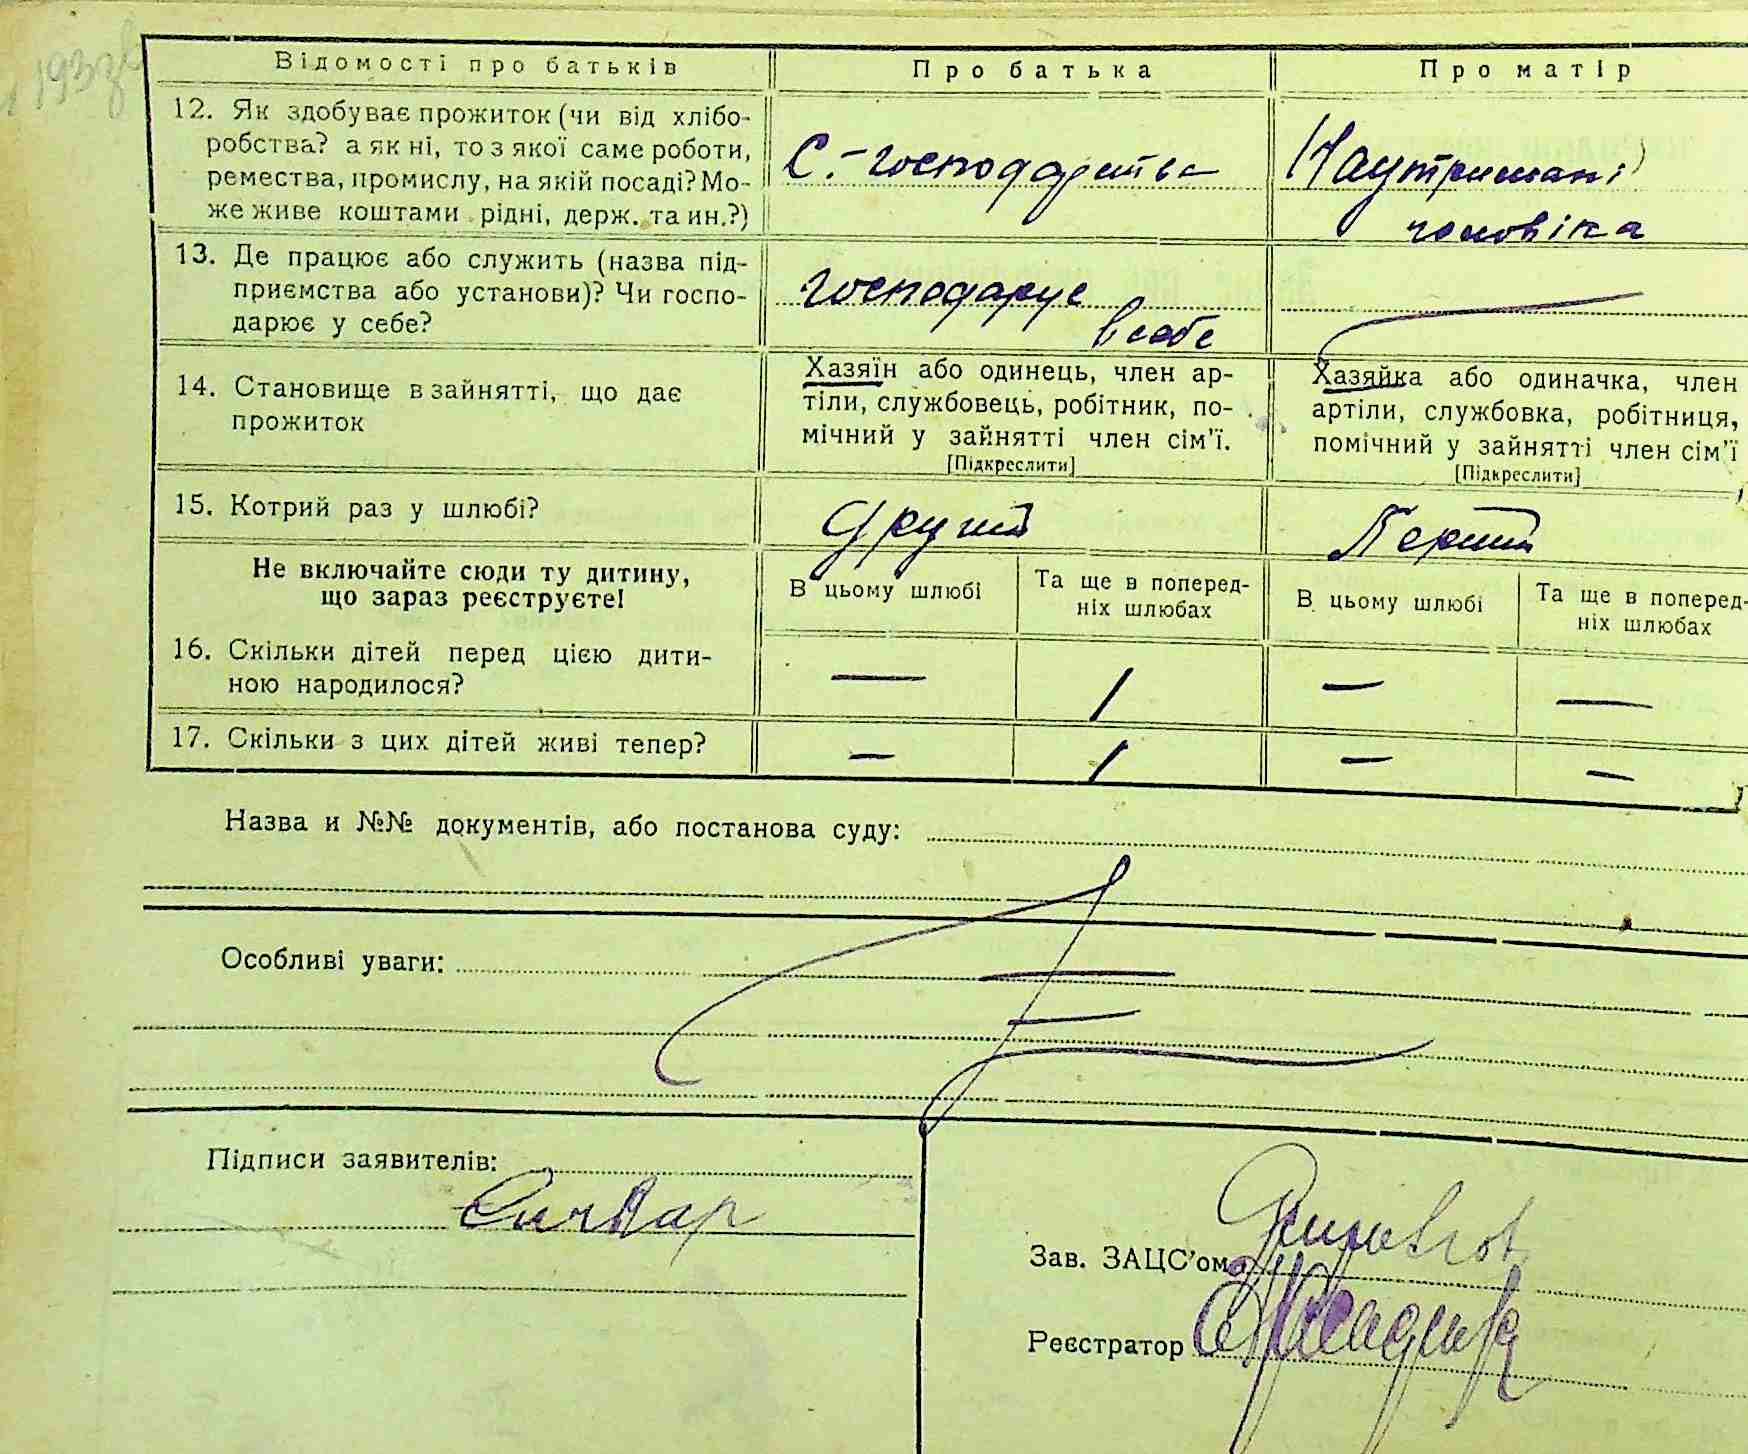 Відомості про батьків
Про батька
Про матір
12. Як здобуває прожиток (чи від хлібо-
робства? а як ні, то з якої саме роботи,
ремества, промислу, на якій посаді? Мо-
же живе коштами рідні, держ. та ин.?)
С.-господарства
На утримані
чоловіка
13. Де працює або служить (назва під-
приємства або установи)? Чи госпо-
дарює у себе?
господарує
в себе
14. Становище в зайнятті, що дає
прожиток
Хазяїн або одинець, член ар-
тіли, службовець, робітник, по-
мічний у зайнятті член сім'ї.
[Підкреслити]
Хазяйка або одиначка, член
артіли, службовка, робітниця,
помічний у зайнятті член сім'ї
[Підкреслити]
15. Котрий раз у шлюбі?
Другий
Перший
Не включайте сюди ту дитину,
що зараз реєструєте!
В цьому шлюбі
Та ще в поперед-
ніх шлюбах
В цьому шлюбі
Та ще в поперед-
ніх шлюбах
16. Скільки дітей перед цією дити-
ною народилося?
— 1 — —
17. Скільки з цих дітей живі тепер?
— 1 — —
Назва и №№ документів, або постанова суду:
Особливі уваги:
Підписи заявителів:
Зав. ЗАЦС'ом
Реєстратор